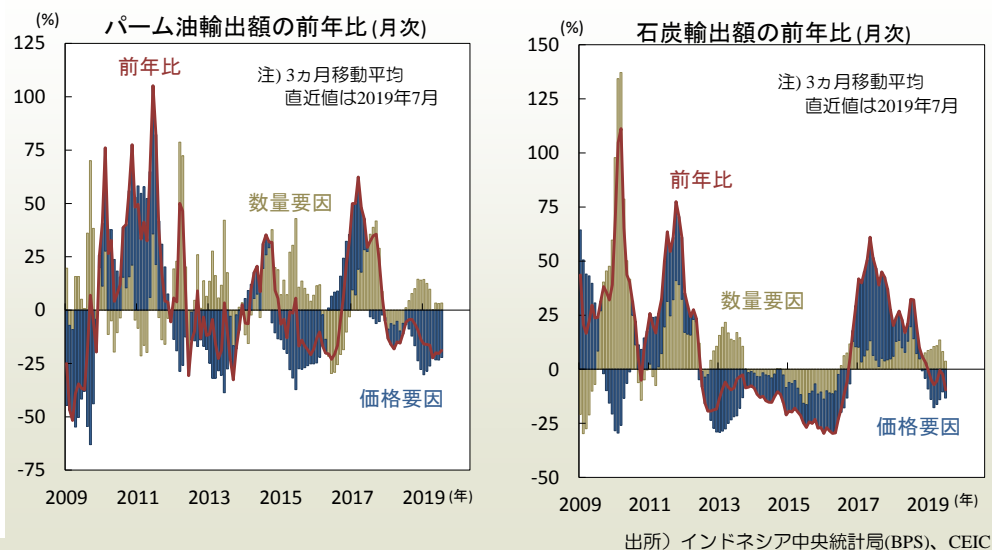 パーム油輸出額の前年比(月次)
(%)
125
100
75
50
25
0
-25
-50
-75
前年比
注) 3ヵ月移動平均
直近値は2019年7月
数量要因
価格要因
2009 2011 2013 2015 2017 2019 (年)
石炭輸出額の前年比(月次)
(%)
150
125
100
75
50
25
0
-25
-50
注) 3ヵ月移動平均
直近値は2019年7月
前年比
数量要因
価格要因
2009 2011 2013 2015 2017 2019 (年)
出所）インドネシア中央統計局(BPS)、CEIC